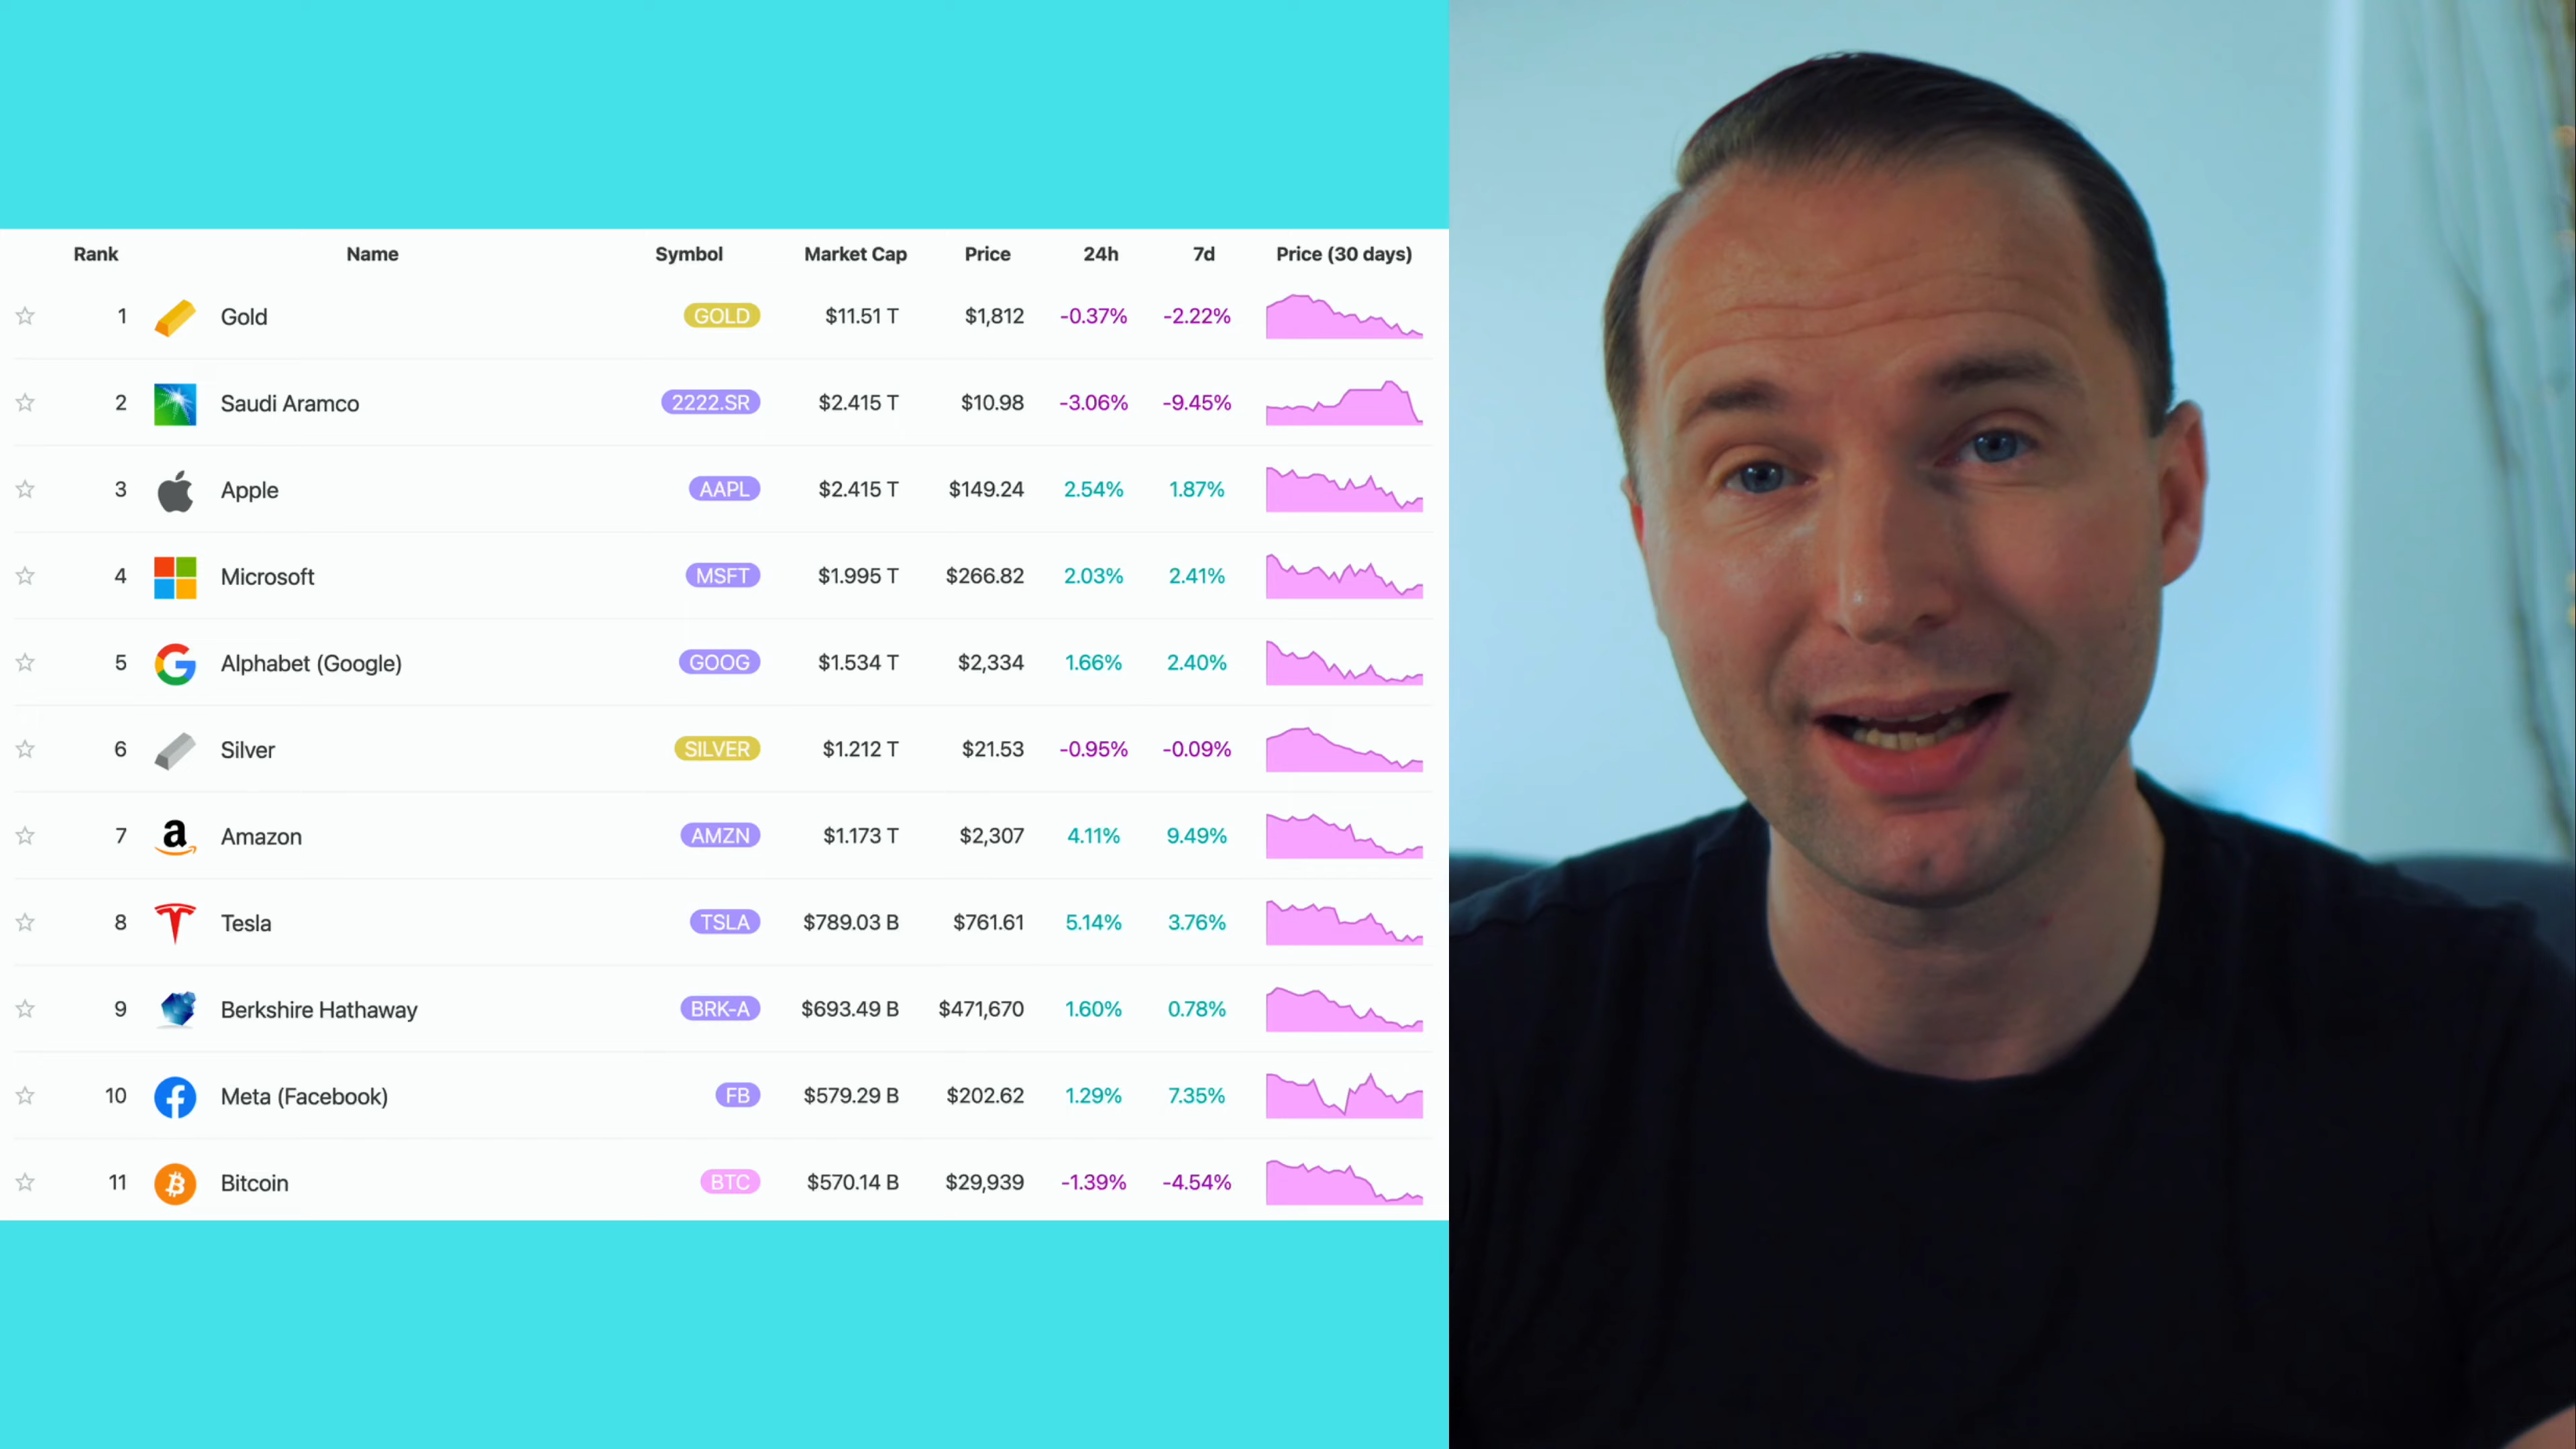 Rank Name Symbol Market Cap Price 24h 7d Price (30 days)
1 Gold GOLD $11.51 T $1,812 -0.37% -2.22%
2 Saudi Aramco 2222.SR $2.415 T $10.98 -3.06% -9.45%
3 Apple AAPL $2.415 T $149.24 2.54% 1.87%
4 Microsoft MSFT $1.995 T $266.82 2.03% 2.41%
5 Alphabet (Google) GOOG $1.534 T $2,334 1.66% 2.40%
6 Silver SILVER $1.212 T $21.53 -0.95% -0.09%
7 Amazon AMZN $1.173 T $2,307 4.11% 9.49%
8 Tesla TSLA $789.03 B $761.61 5.14% 3.76%
9 Berkshire Hathaway BRK-A $693.49 B $471,670 1.60% 0.78%
10 Meta (Facebook) FB $579.29 B $202.62 1.29% 7.35%
11 Bitcoin BTC $570.14 B $29,939 -1.39% -4.54%